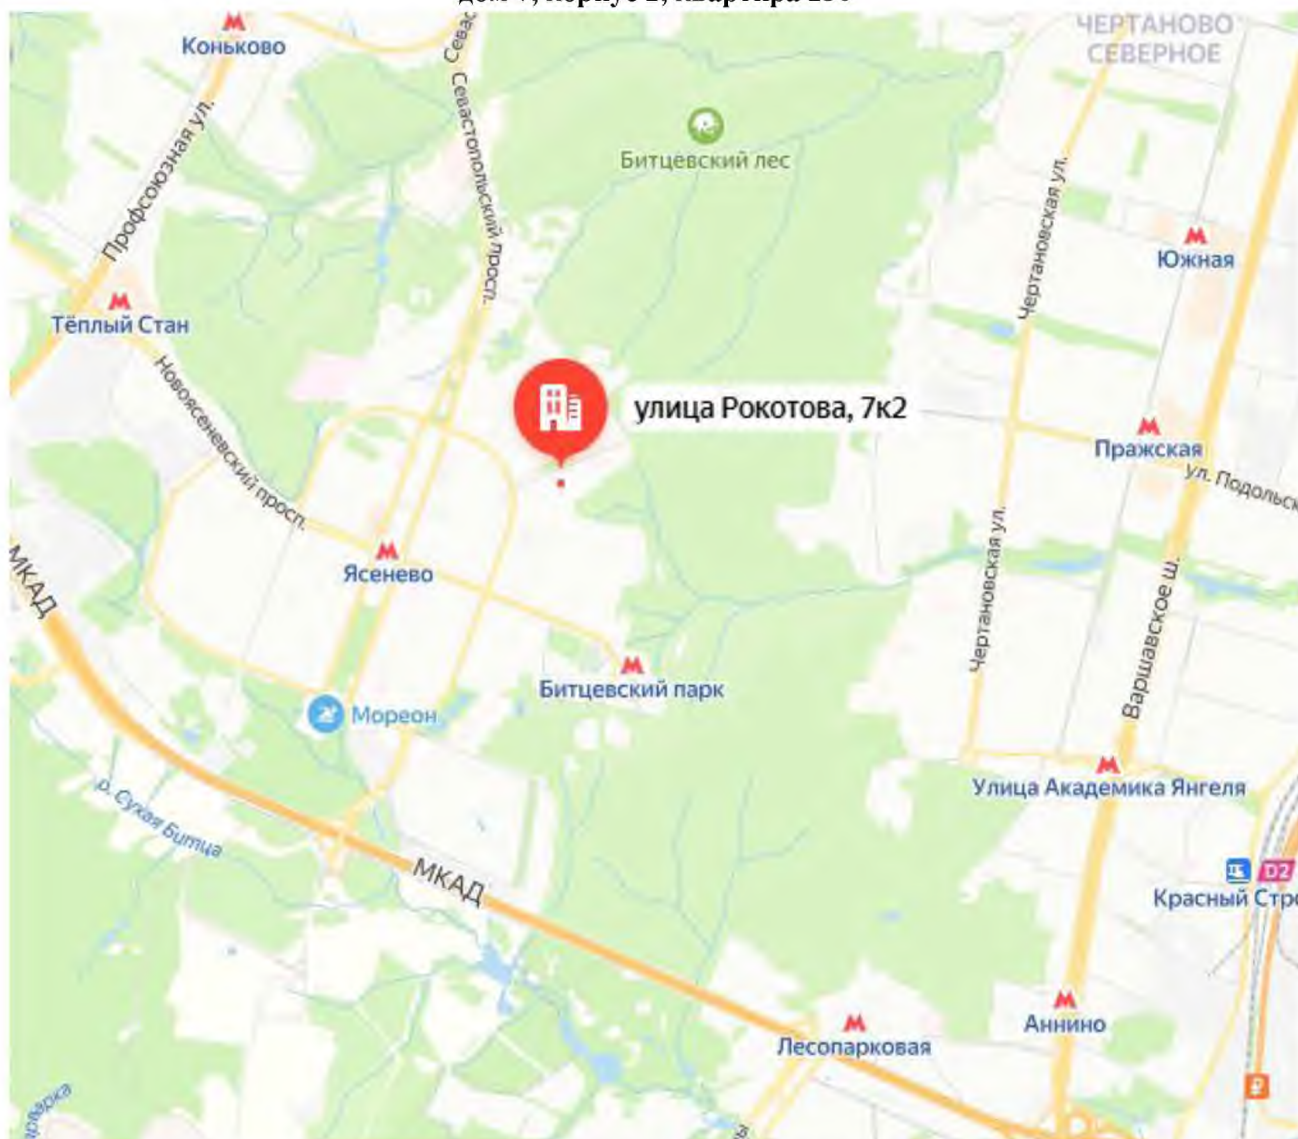 Коньково
Севастопольский просп.
ЧЕРТАНОВО
СЕВЕРНОЕ
Битцевский лес
Профсоюзная ул.
Чертановская ул.
Южная
Тёплый Стан
Новоясеневский просп.
улица Рокотова, 7к2
Пражская
ул. Подольск
МКАД
Ясенево
Чертановская ул.
Варшавское ш.
Битцевский парк
Мореон
Улица Академика Янгеля
р. Сухая Битца
МКАД
D2
Красный Стро
Аннино
Лесопарковая